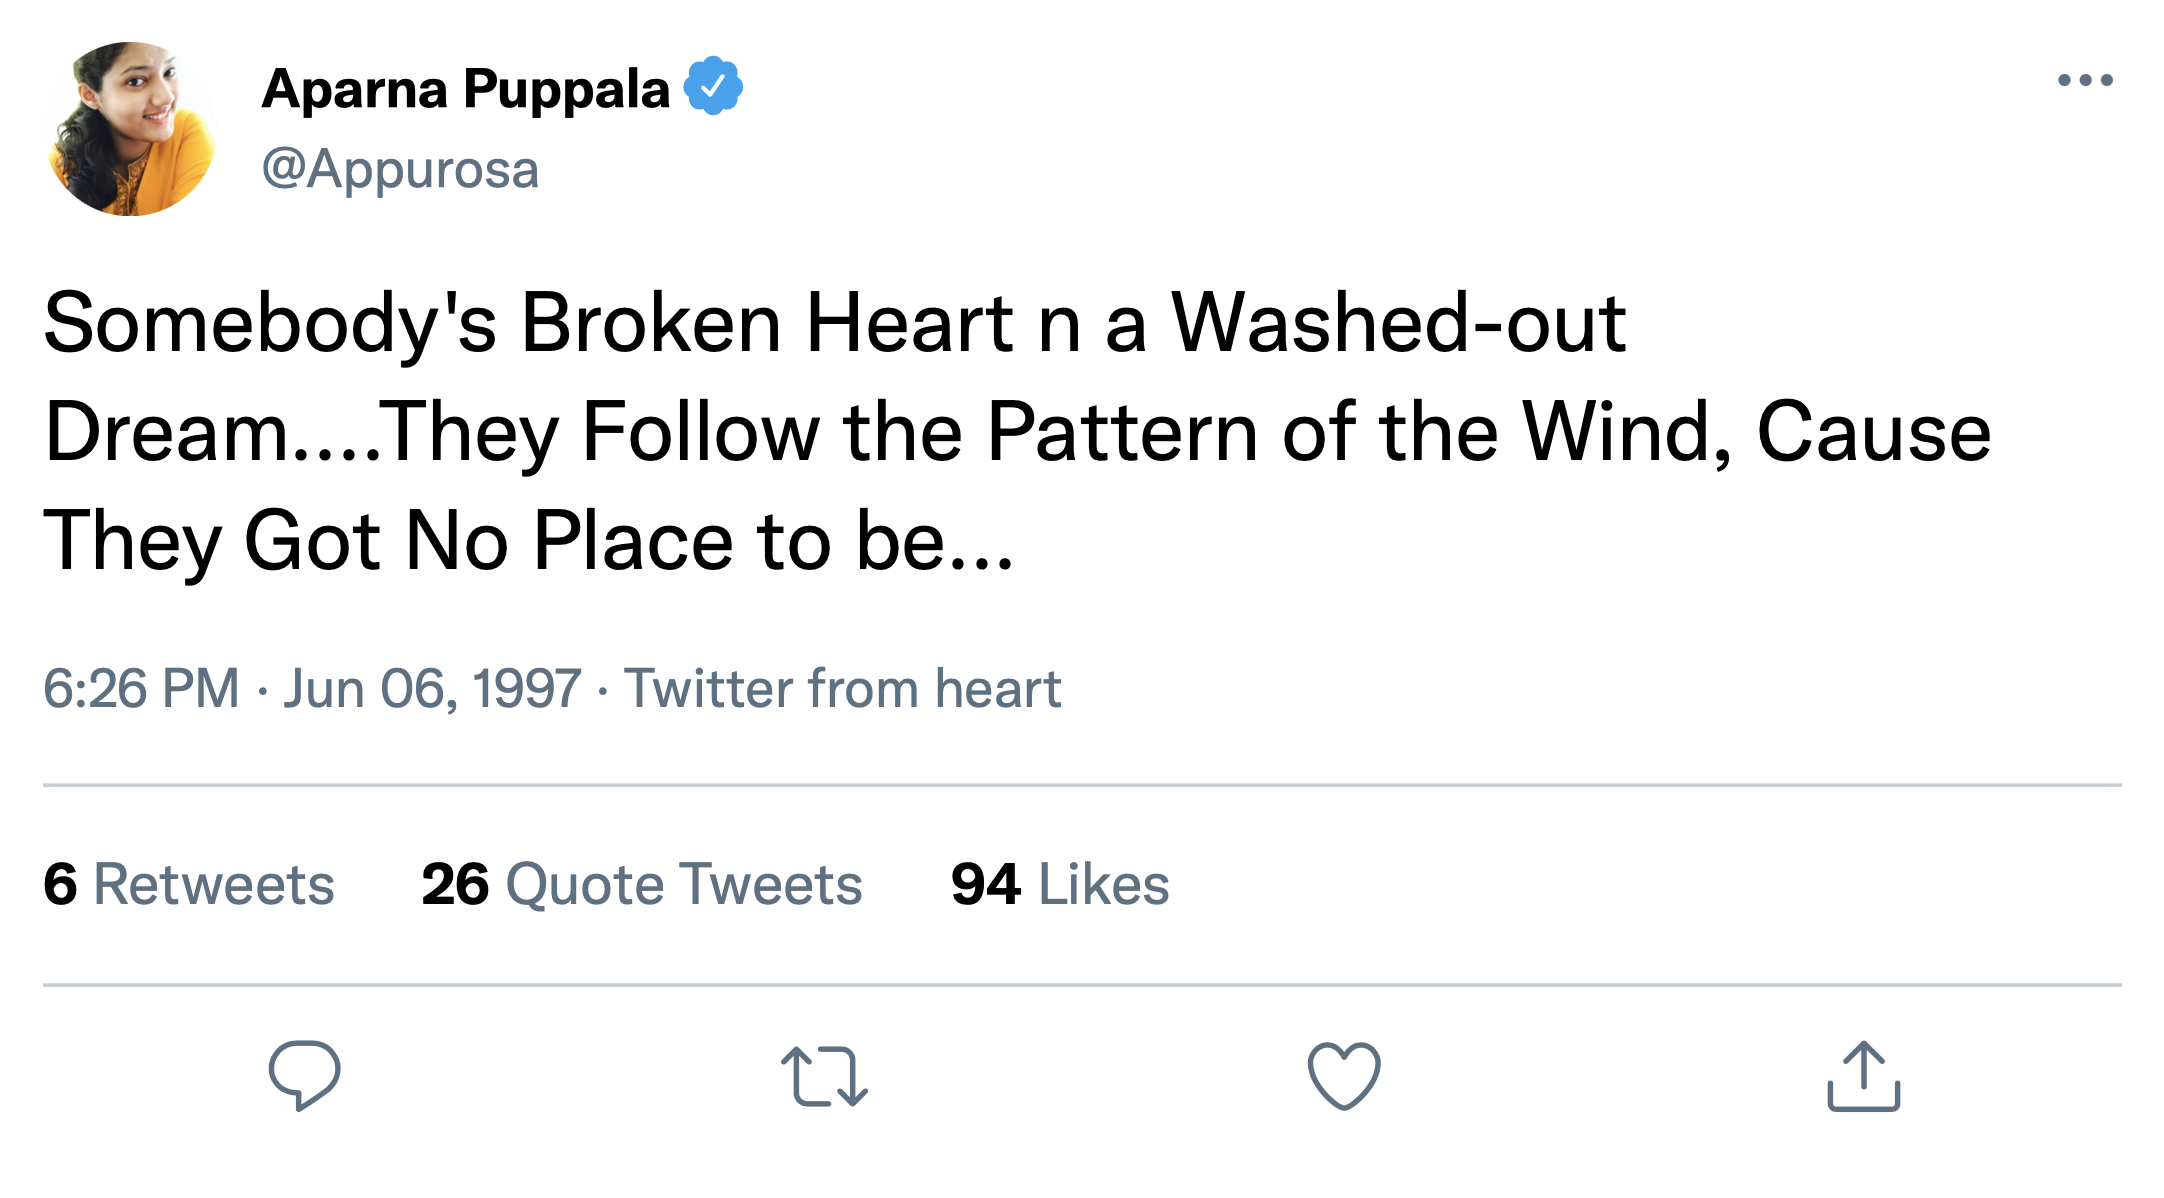 Aparna Puppala
@Appurosa
Somebody's Broken Heart n a Washed-out
Dream....They Follow the Pattern of the Wind, Cause
They Got No Place to be...
6:26 PM · Jun 06, 1997 · Twitter from heart
6 Retweets 26 Quote Tweets 94 Likes